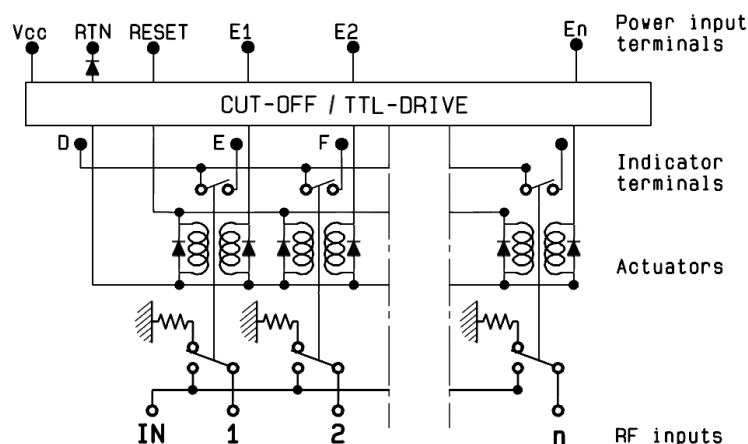 Vcc RTN RESET E1 E2 En
Power input
terminals
CUT-OFF / TTL-DRIVE
D E F
Indicator
terminals
Actuators
IN 1 2 n
RF inputs